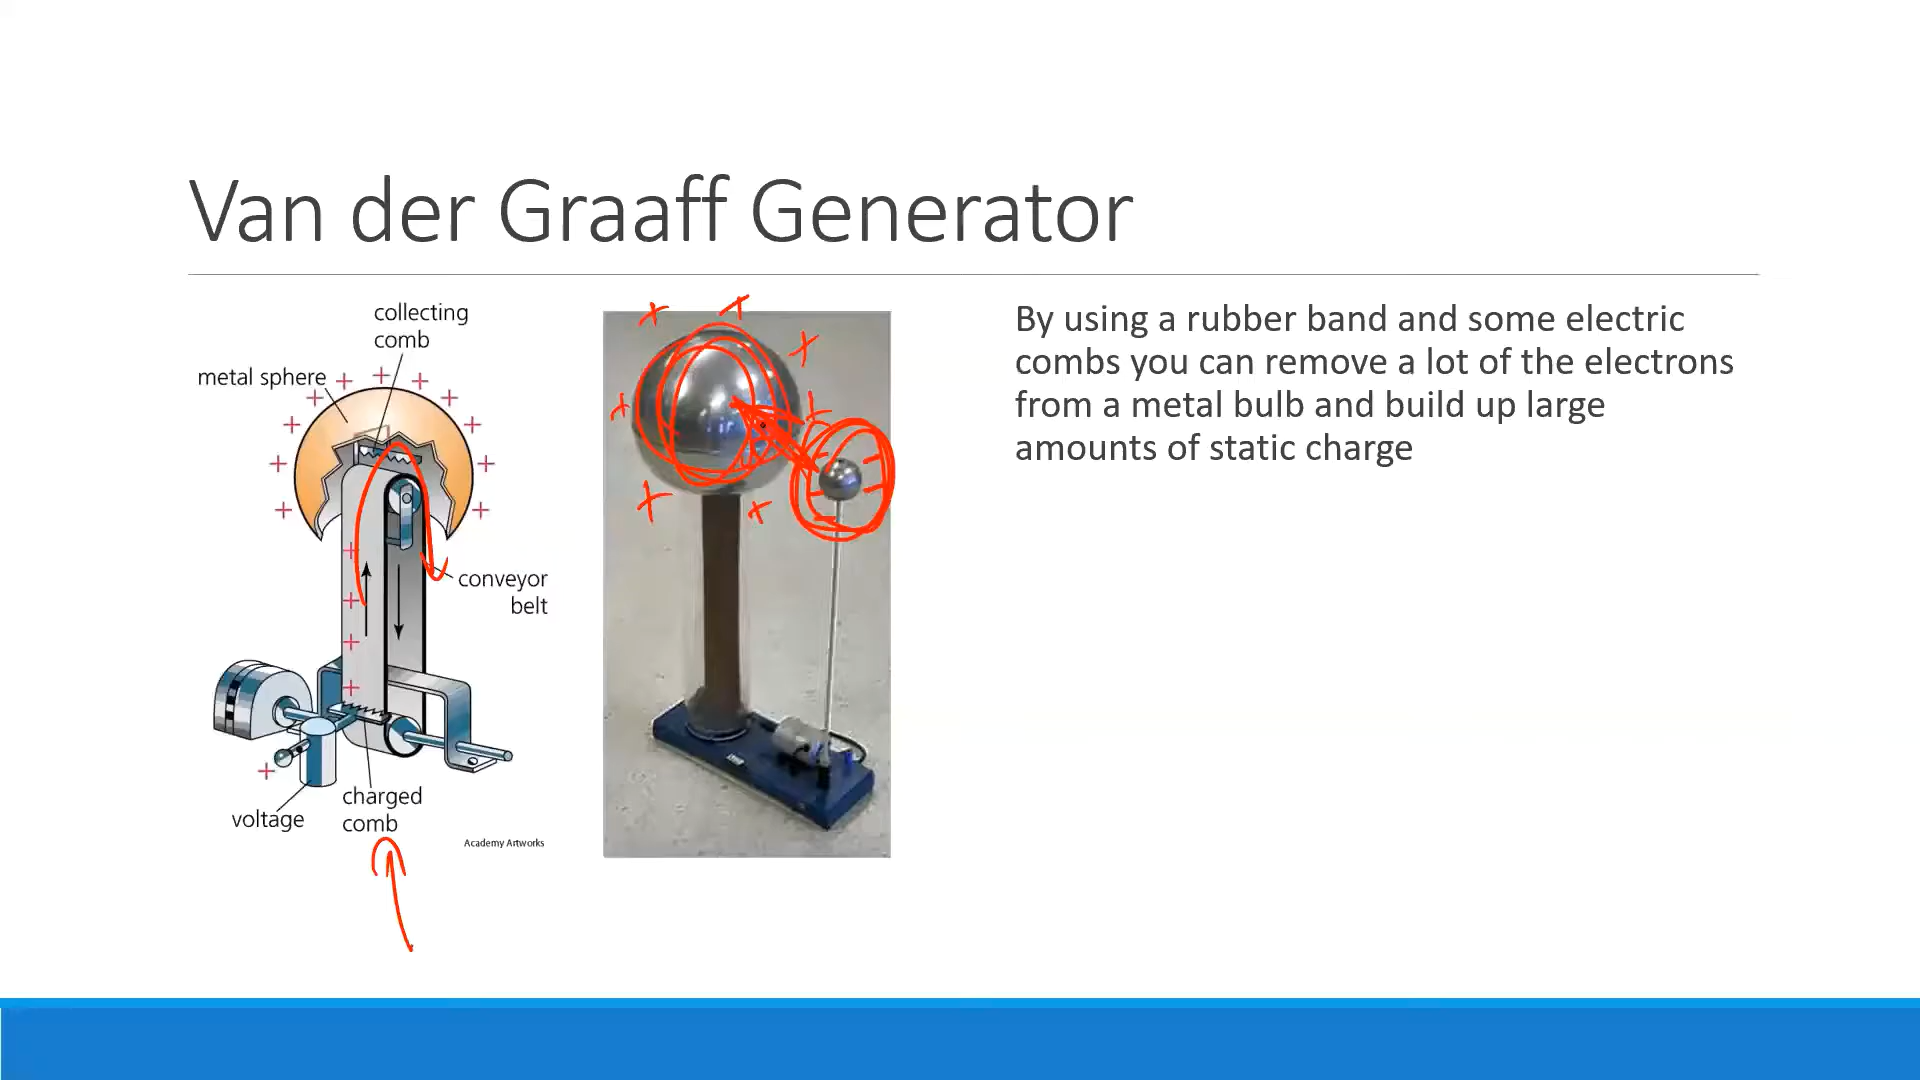 Van der Graaff Generator
collecting
comb
metal sphere
conveyor
belt
voltage
charged
comb
Academy Artworks
By using a rubber band and some electric
combs you can remove a lot of the electrons
from a metal bulb and build up large
amounts of static charge